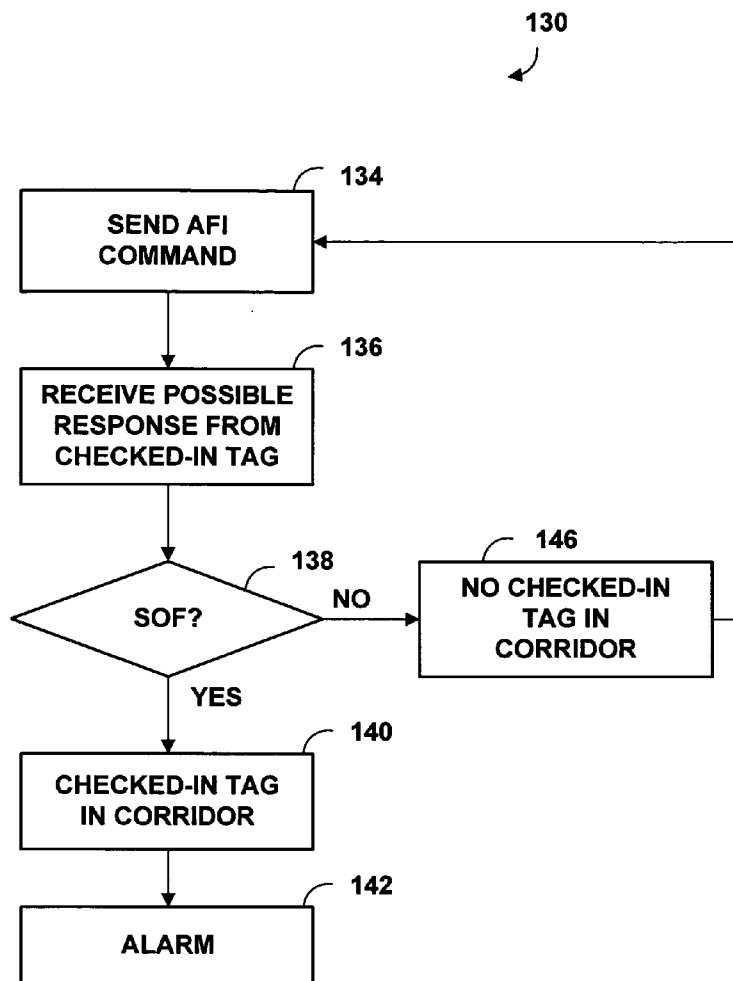 130
134
SEND AFI
COMMAND
136
RECEIVE POSSIBLE
RESPONSE FROM
CHECKED-IN TAG
138
SOF?
NO
146
NO CHECKED-IN
TAG IN
CORRIDOR
YES
140
CHECKED-IN TAG
IN CORRIDOR
142
ALARM